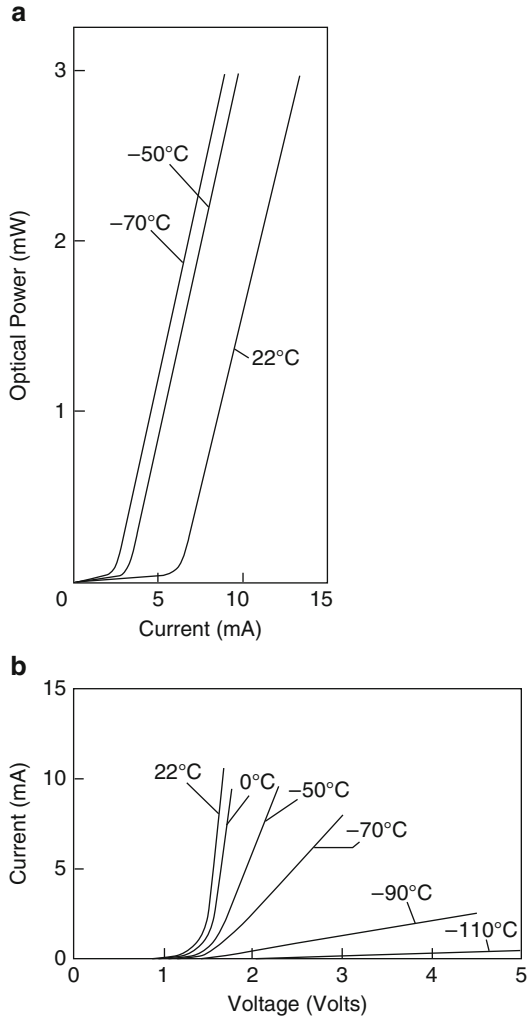 a
3
−50°C
−70°C
2
Optical Power (mW)
22°C
1
0
5
10
15
Current (mA)
b
15
Current (mA)
10
22°C
0°C
−50°C
−70°C
5
−90°C
−110°C
0
0
1
2
3
4
5
Voltage (Volts)